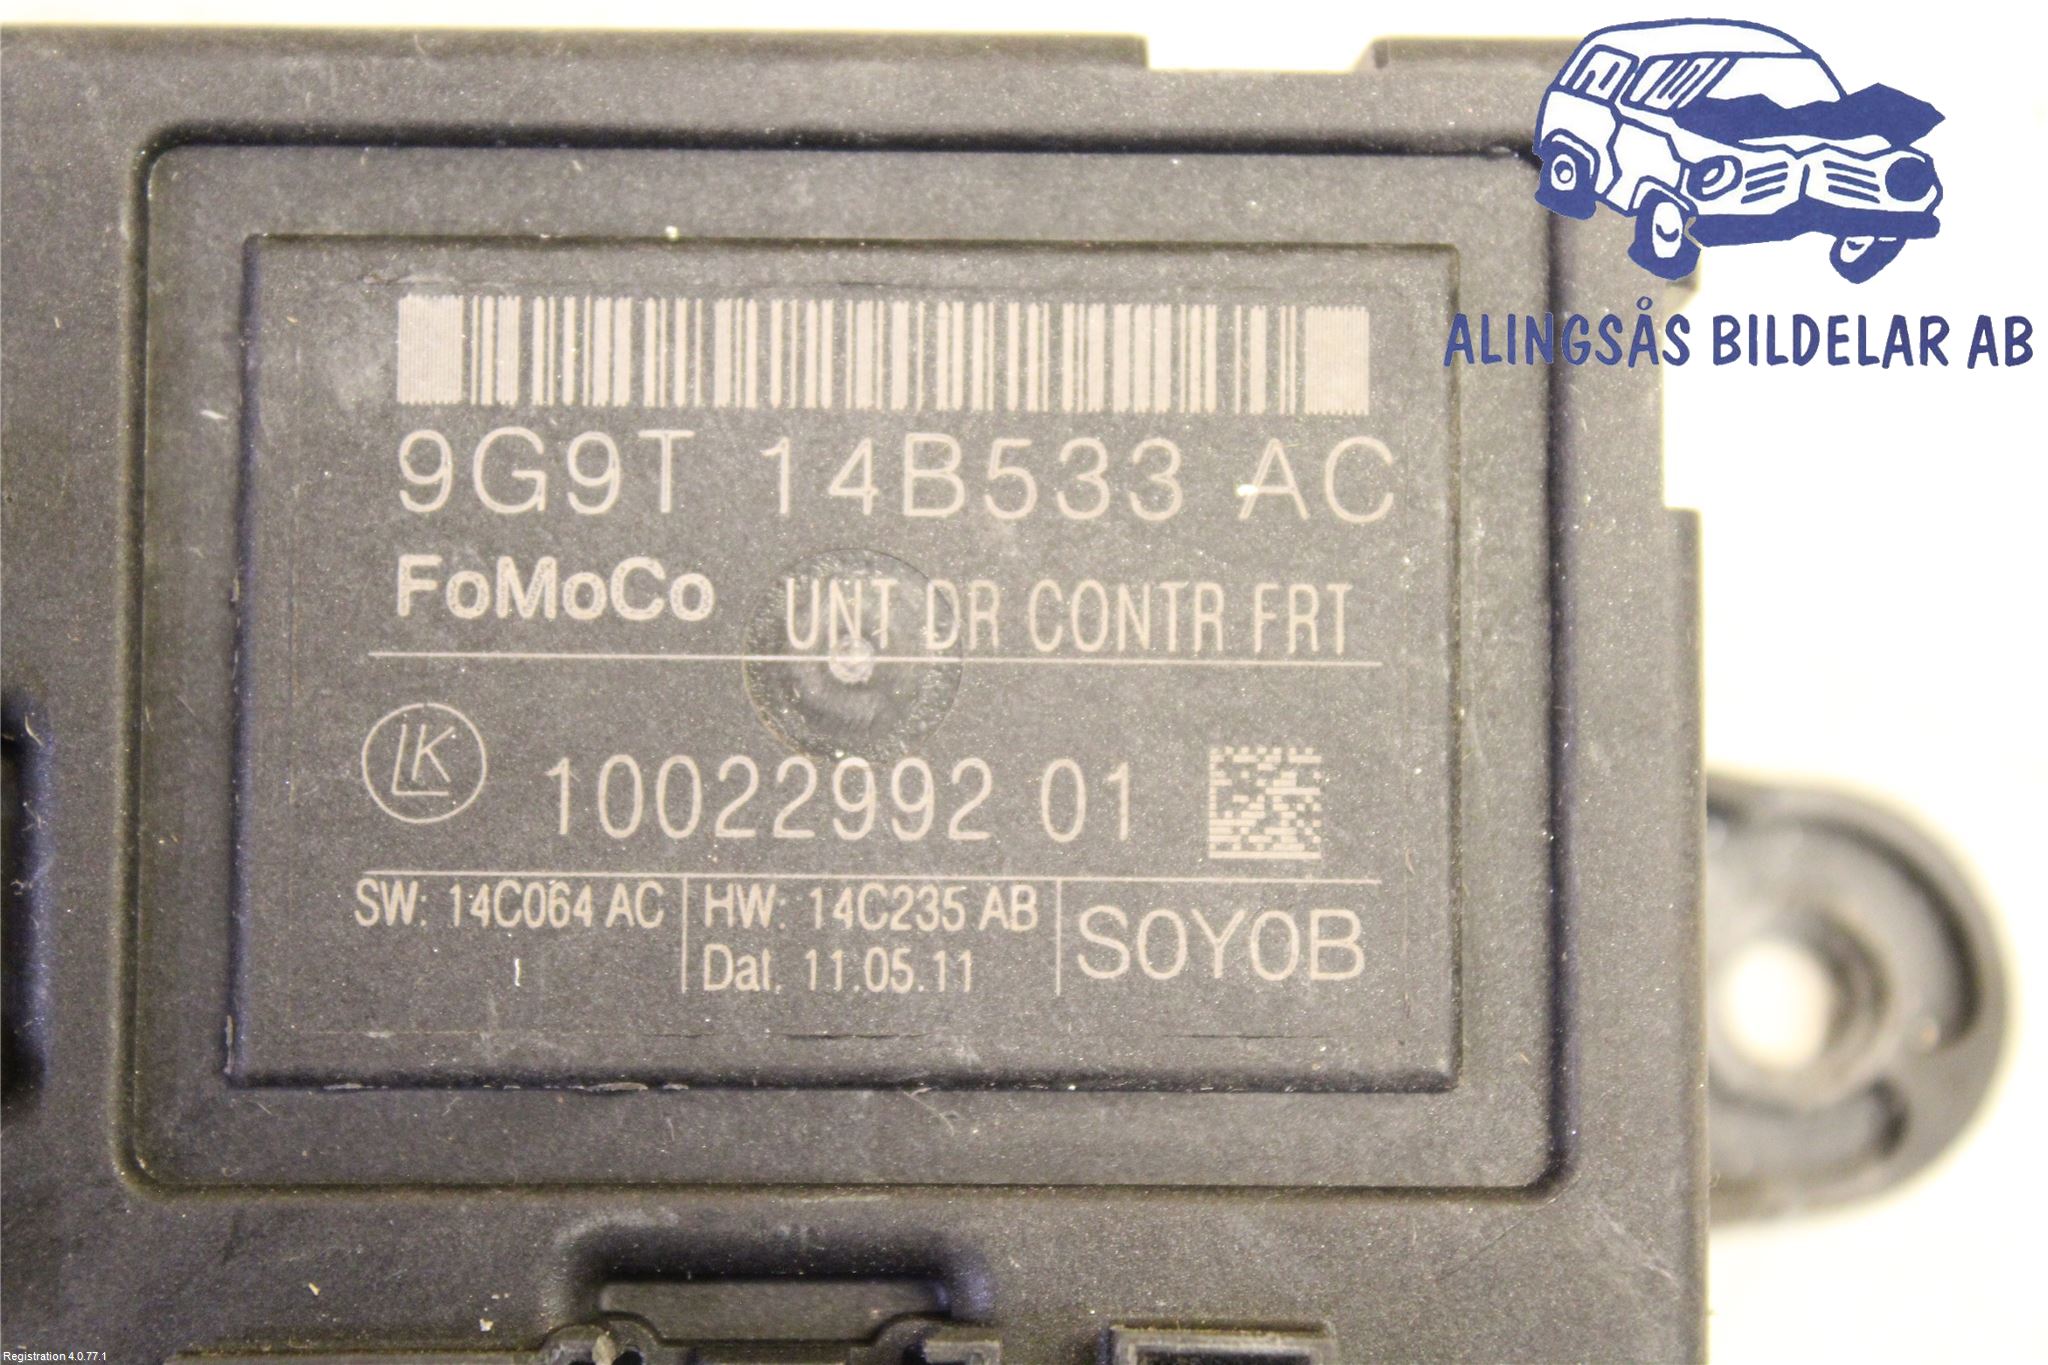 ALINGSÅS BILDELAR AB
9G9T 14B533 AC
FoMoCo UNT DR CONTR FRT
LK 10022992 01
SW: 14C064 AC HW: 14C235 AB S0Y0B
Dat. 11.05.11
Registration 4.0.77.1